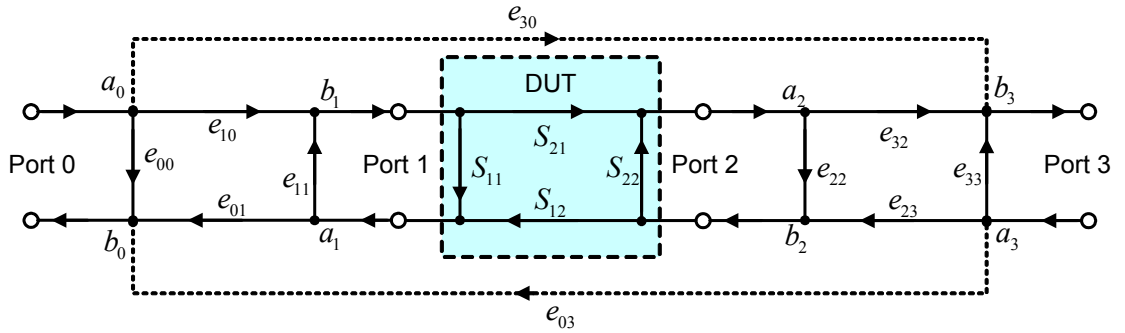 e30
a0
b1
DUT
a2
b3
e10
S21
e32
Port 0
e00
e11
Port 1
S11
S22
Port 2
e22
e33
Port 3
e01
S12
e23
b0
a1
b2
a3
e03